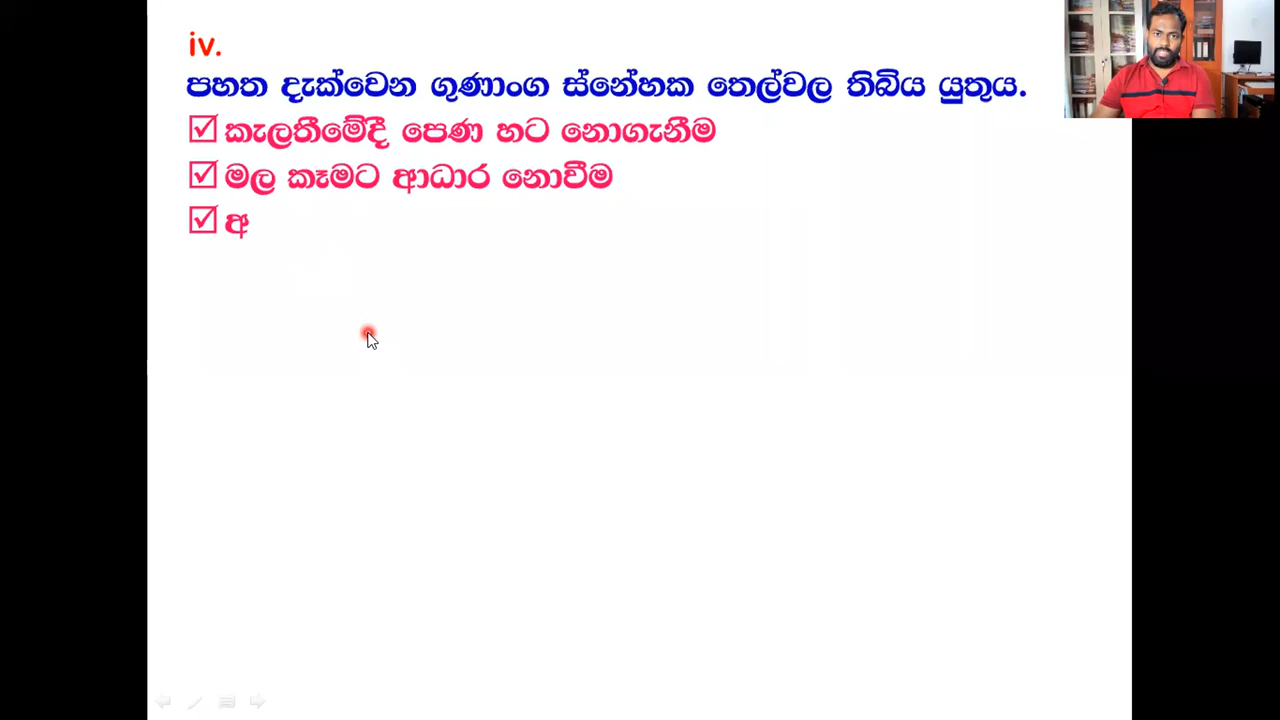 iv.
පහත දැක්වෙන ගුණාංග ස්නේහක තෙල්වල තිබිය යුතුය.
☑ කැලතීමේදී පෙණ හට නොගැනීම
☑ මල කෑමට ආධාර නොවීම
☑ අ